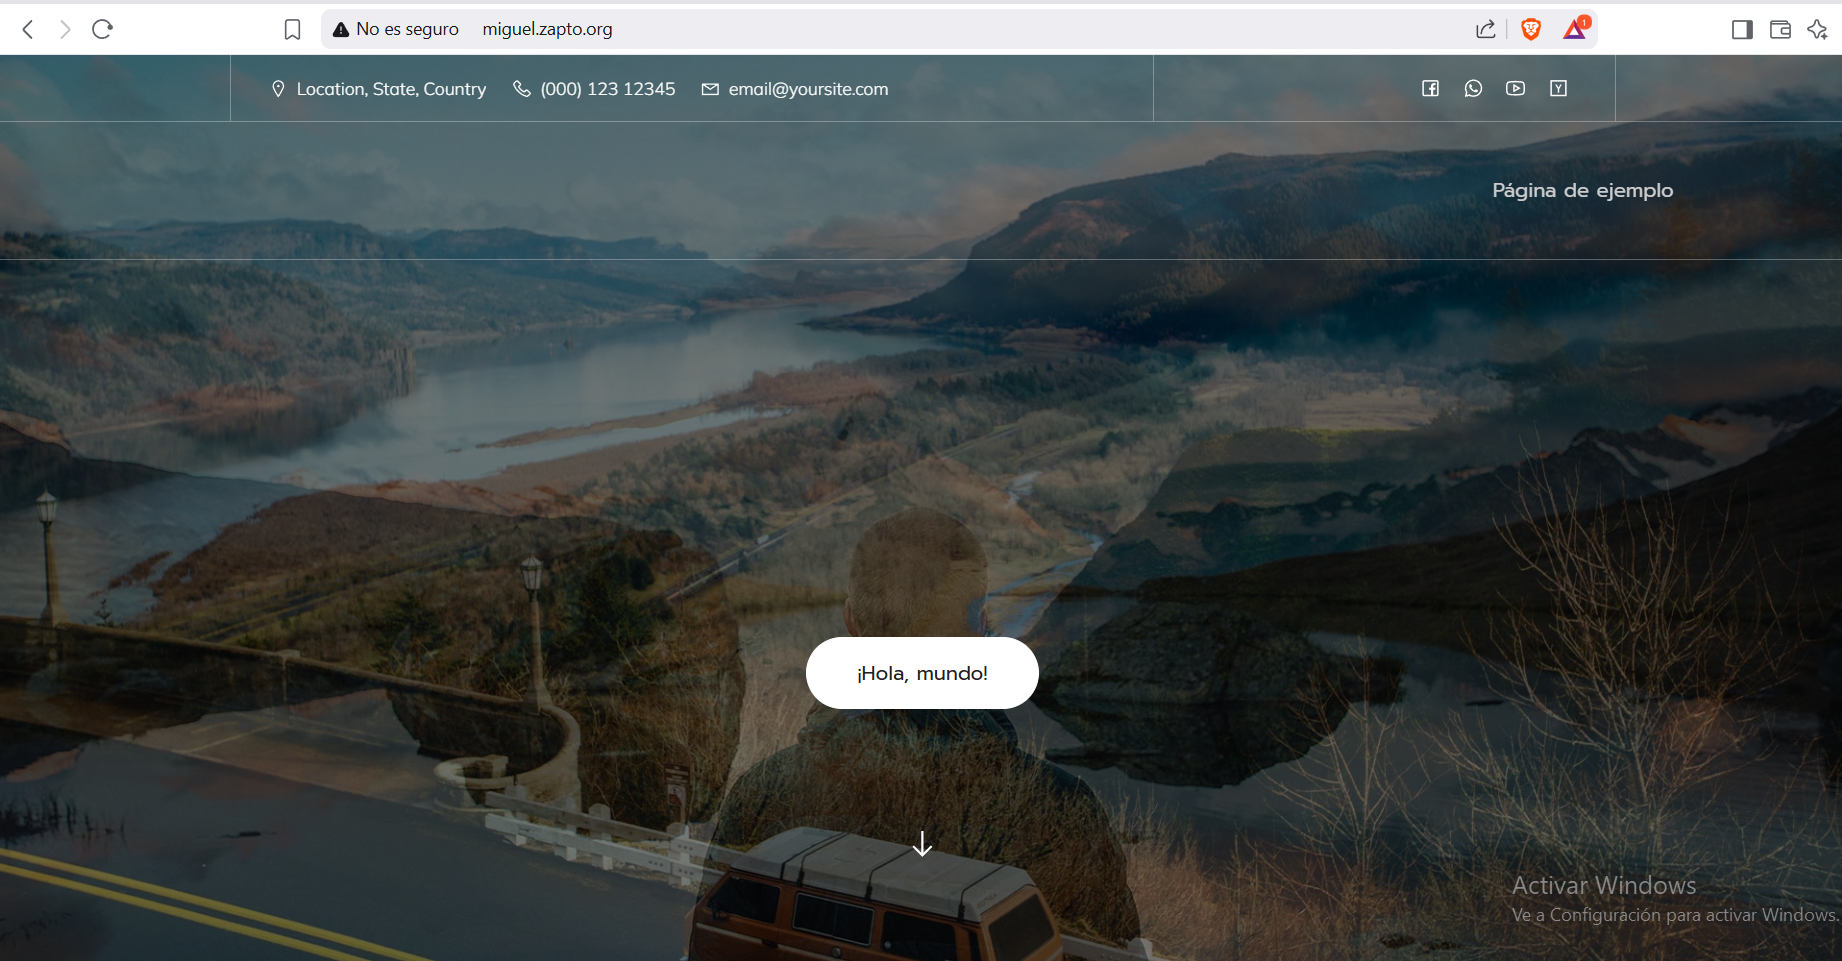 No es seguro miguel.zapto.org
1
Location, State, Country (000) 123 12345 email@yoursite.com
Página de ejemplo
¡Hola, mundo!
Activar Windows
Ve a Configuración para activar Windows.